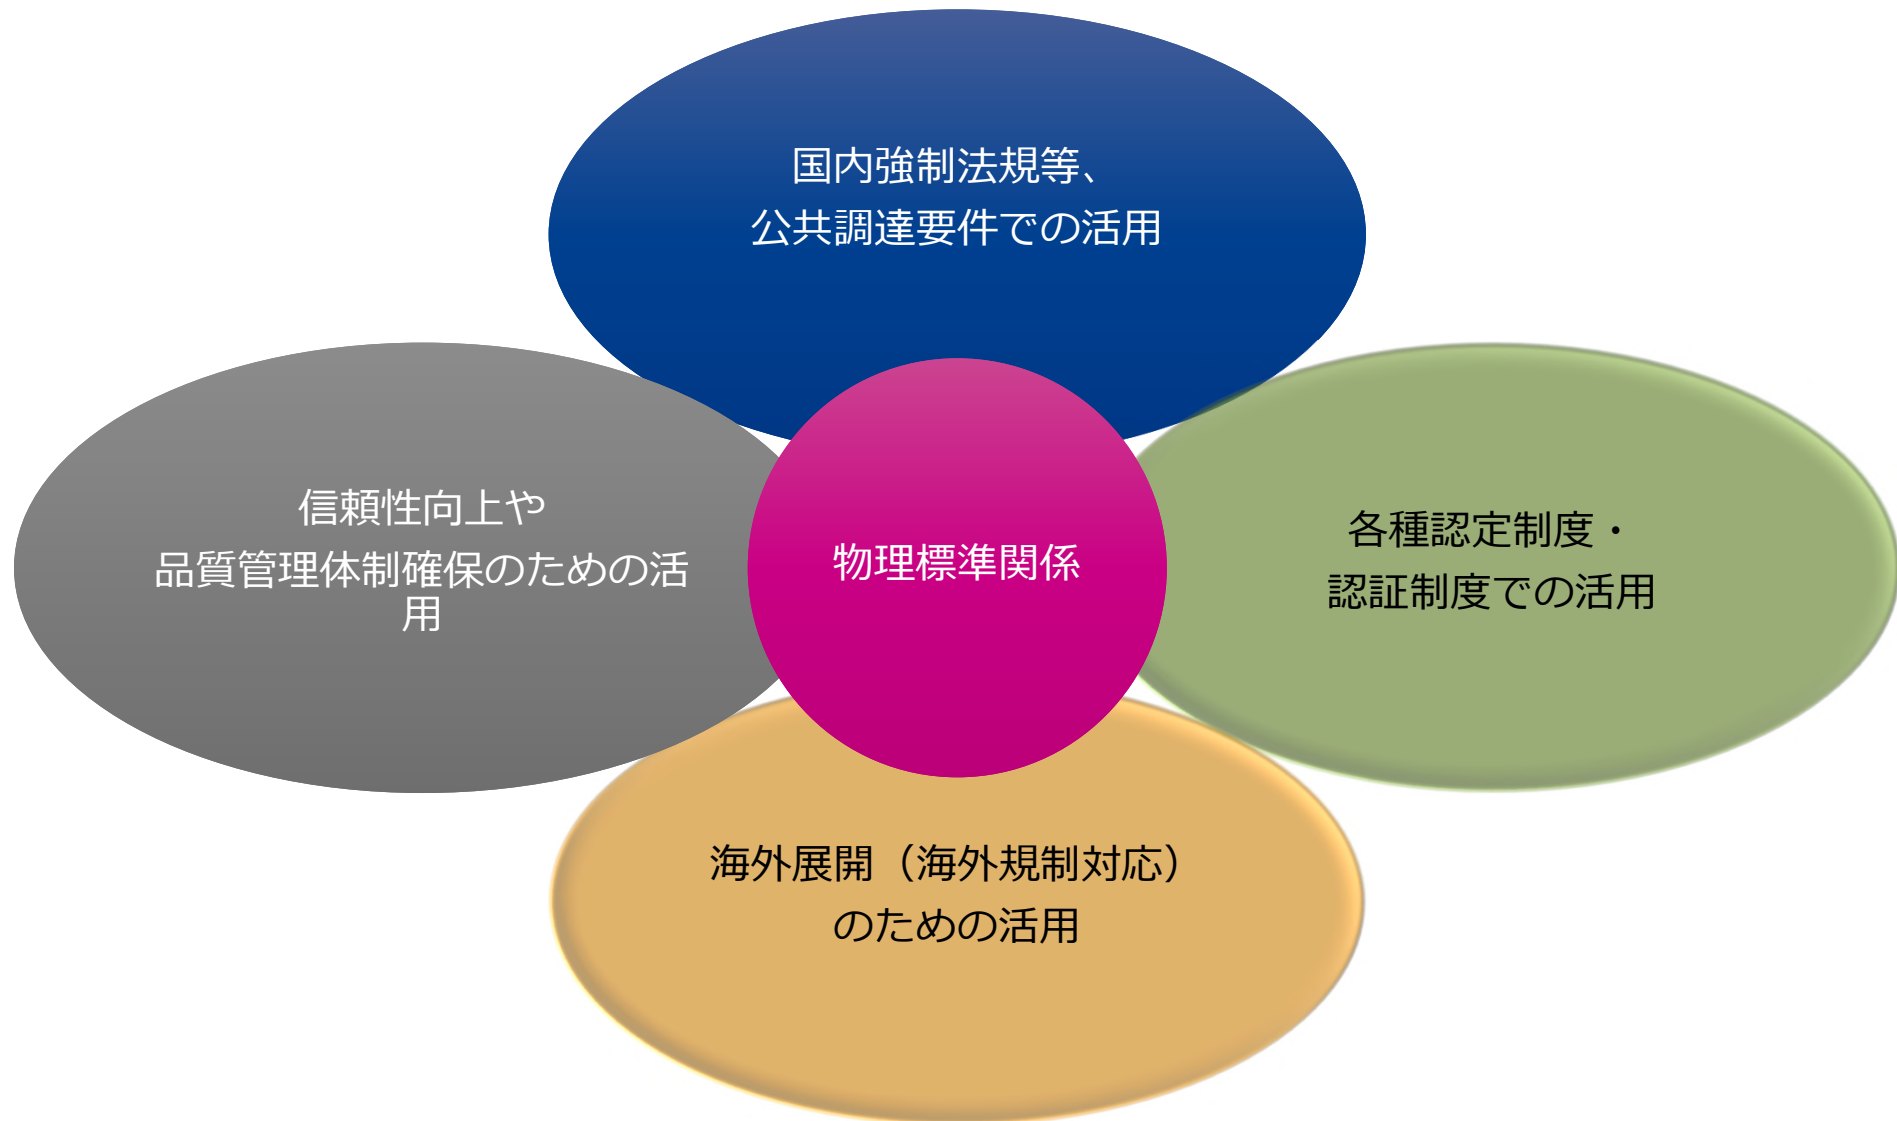 国内強制法規等、
公共調達要件での活用
信頼性向上や
品質管理体制確保のための活
用
物理標準関係
各種認定制度・
認証制度での活用
海外展開（海外規制対応）
のための活用